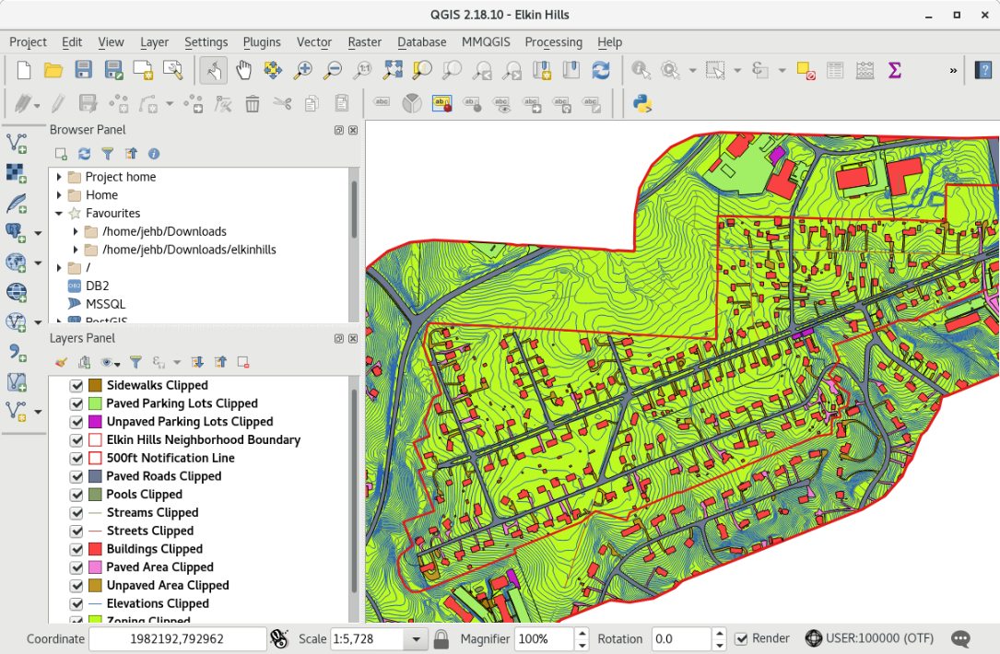 QGIS 2.18.10 - Elkin Hills
Project Edit View Layer Settings Plugins Vector Raster Database MMQGIS Processing Help
Browser Panel
Project home
Home
Favourites
/home/jehb/Downloads
/home/jehb/Downloads/elkinhills
/
DB2
MSSQL
PostGIS
Layers Panel
Sidewalks Clipped
Paved Parking Lots Clipped
Unpaved Parking Lots Clipped
Elkin Hills Neighborhood Boundary
500ft Notification Line
Paved Roads Clipped
Pools Clipped
Streams Clipped
Streets Clipped
Buildings Clipped
Paved Area Clipped
Unpaved Area Clipped
Elevations Clipped
Zoning Clipped
Coordinate 1982192,792962 Scale 1:5,728 Magnifier 100% Rotation 0.0 Render USER:100000 (OTF)